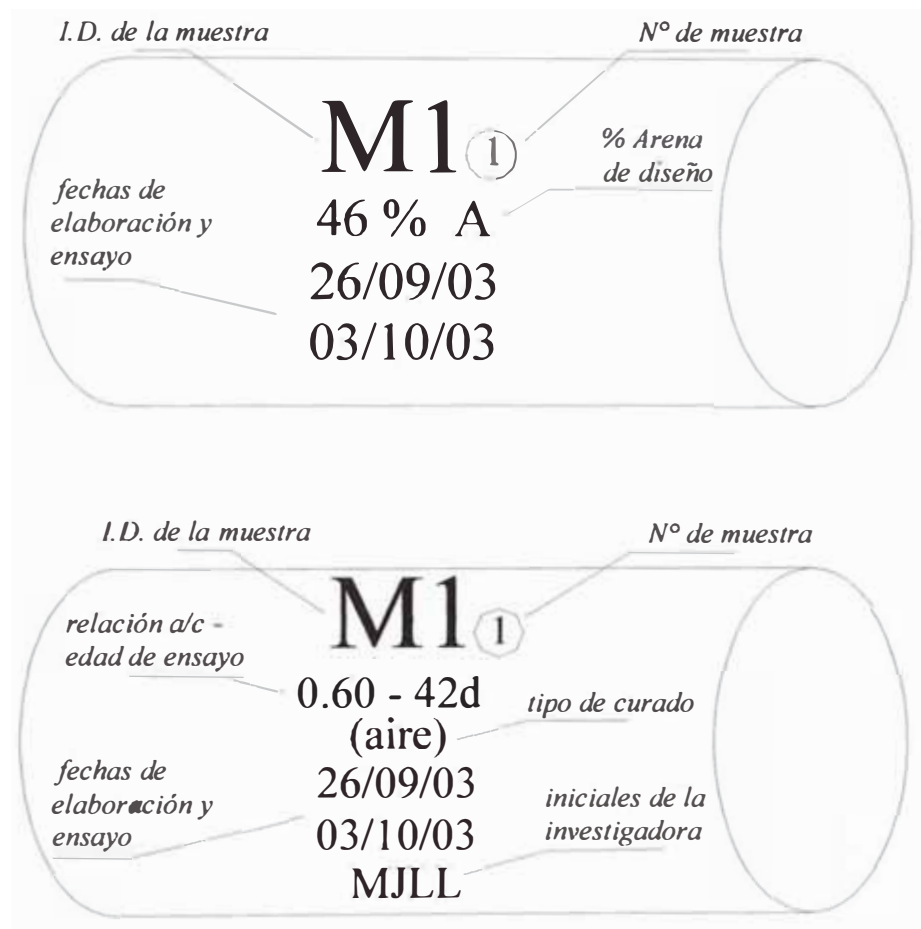 I.D. de la muestra
N° de muestra
M1 1
% Arena
de diseño
46 % A
fechas de
elaboración y
ensayo
26/09/03
03/10/03
I.D. de la muestra
N° de muestra
M1 1
relación a/c -
edad de ensayo
0.60 - 42d
(aire)
tipo de curado
fechas de
elaboración y
ensayo
26/09/03
03/10/03
iniciales de la
investigadora
MJLL